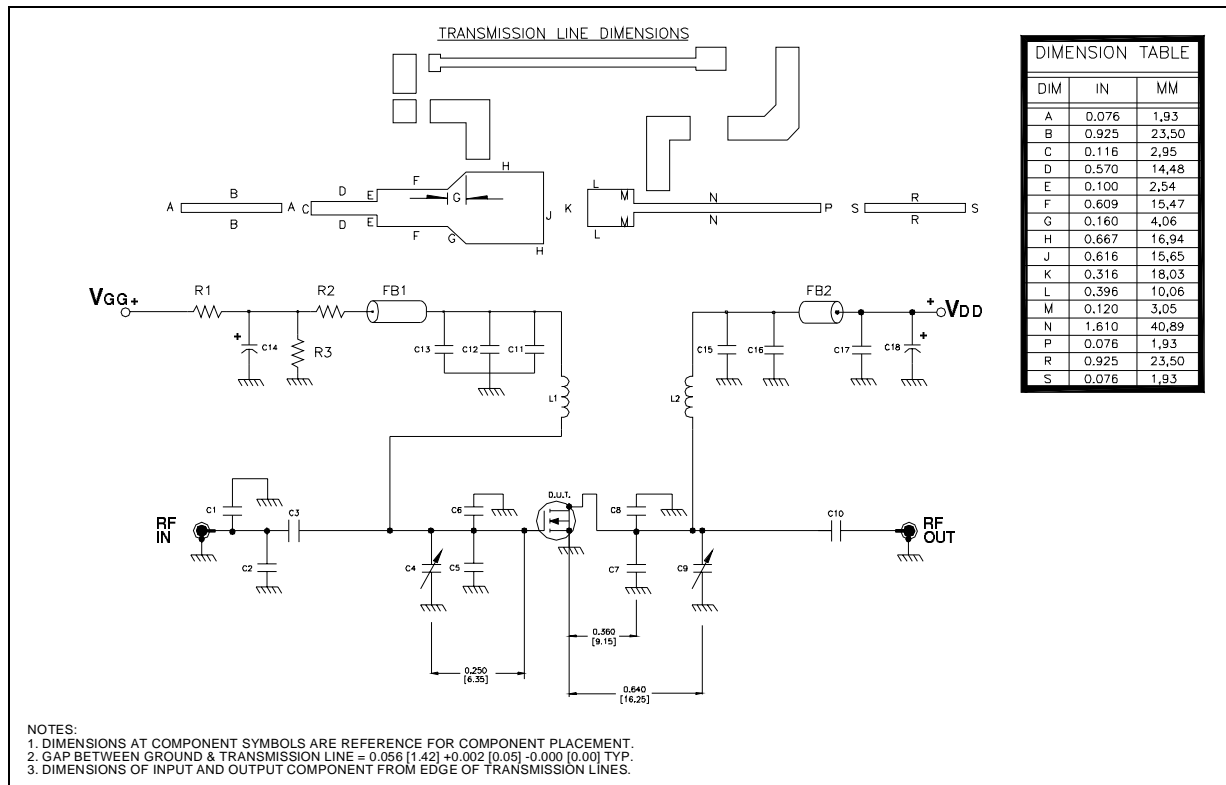 TRANSMISSION LINE DIMENSIONS
DIMENSION TABLE
DIM IN MM
A 0.076 1,93
B 0.925 23,50
C 0.116 2,95
D 0.570 14,48
E 0.100 2,54
F 0.609 15,47
G 0.160 4,06
H 0.667 16,94
J 0.616 15,65
K 0.316 18,03
L 0.396 10,06
M 0.120 3,05
N 1.610 40,89
P 0.076 1,93
R 0.925 23,50
S 0.076 1,93
H
F
G
D
E
B
A
A
C
J
K
L
M
N
P
S
R
S
B
D
E
F
G
H
L
M
N
R
VGG+
R1
R2
FB1
FB2
+
VDD
+
C14
R3
C13
C12
C11
C15
C16
C17
C18
+
L1
L2
D.U.T.
C1
C3
C6
C8
C10
RF
IN
RF
OUT
C2
C4
C5
C7
C9
0.360
[9.15]
0.250
[6.35]
0.640
[16.25]
NOTES:
1. DIMENSIONS AT COMPONENT SYMBOLS ARE REFERENCE FOR COMPONENT PLACEMENT.
2. GAP BETWEEN GROUND & TRANSMISSION LINE = 0.056 [1.42] +0.002 [0.05] -0.000 [0.00] TYP.
3. DIMENSIONS OF INPUT AND OUTPUT COMPONENT FROM EDGE OF TRANSMISSION LINES.